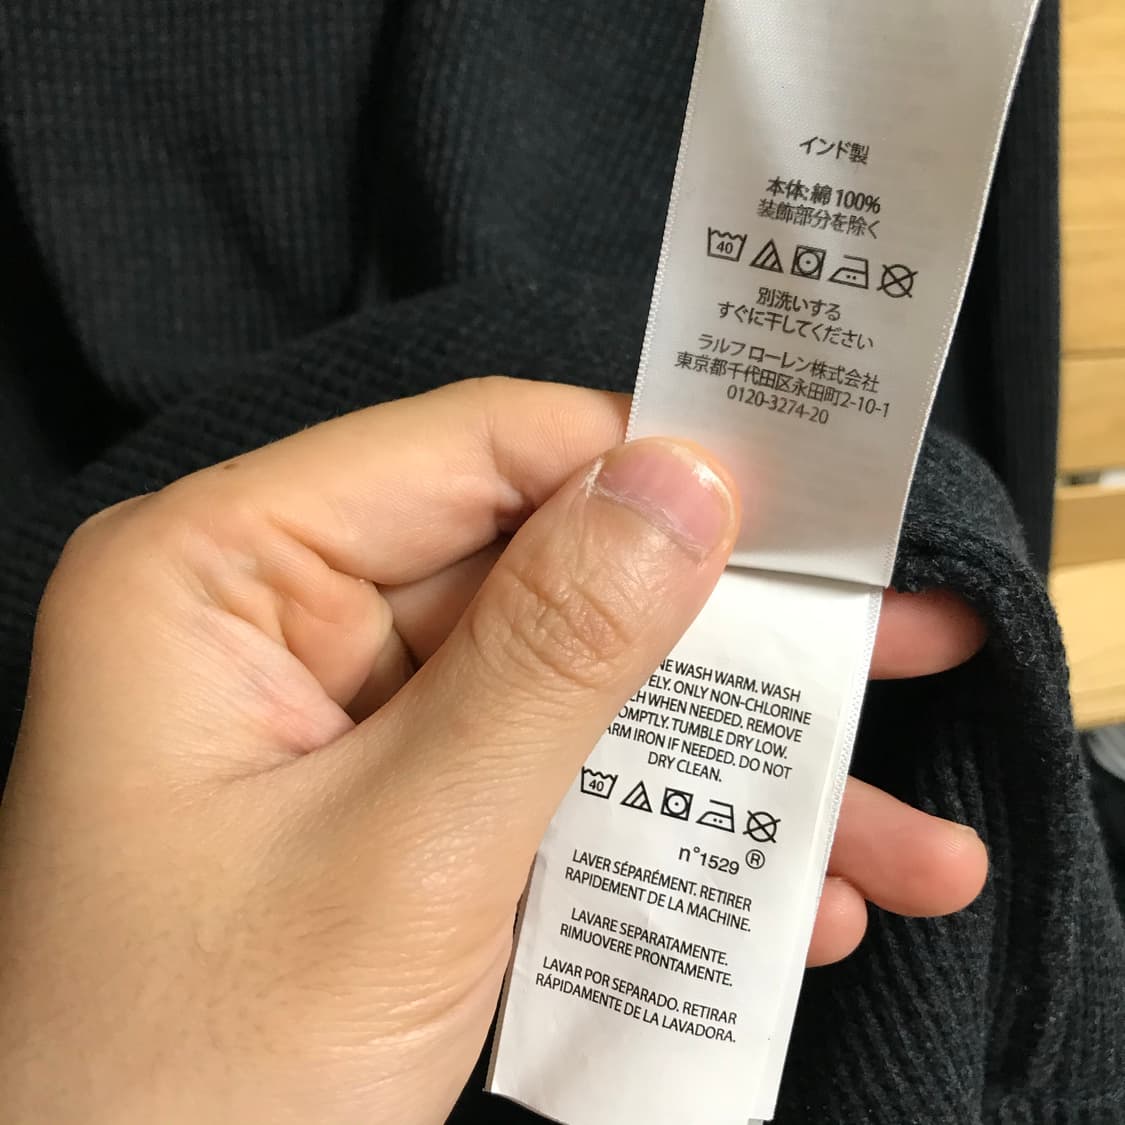 インド製
本体:綿 100%
装飾部分を除く
40
別洗いする
すぐに干してください
ラルフ ローレン株式会社
東京都千代田区永田町2-10-1
0120-3274-20
WASH WARM. WASH
ONLY NON-CHLORINE
WHEN NEEDED. REMOVE
TUMBLE DRY LOW.
IRON IF NEEDED. DO NOT
DRY CLEAN.
40
n°1529 ®
LAVER SÉPARÉMENT. RETIRER
RAPIDEMENT DE LA MACHINE.
LAVARE SEPARATAMENTE.
RIMUOVERE PRONTAMENTE.
LAVAR POR SEPARADO. RETIRAR
RÁPIDAMENTE DE LA LAVADORA.